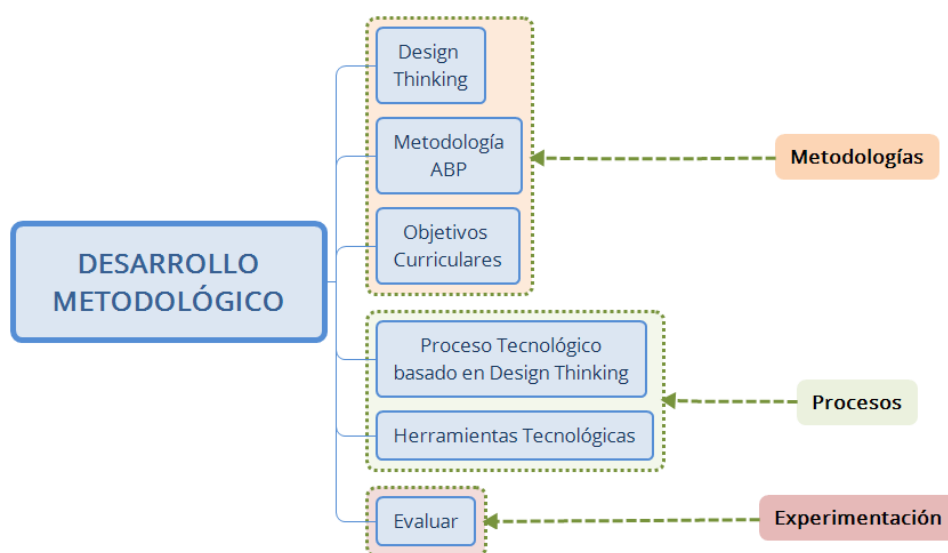 Design
Thinking
Metodología
ABP
Metodologías
Objetivos
Curriculares
DESARROLLO
METODOLÓGICO
Proceso Tecnológico
basado en Design Thinking
Procesos
Herramientas Tecnológicas
Evaluar
Experimentación